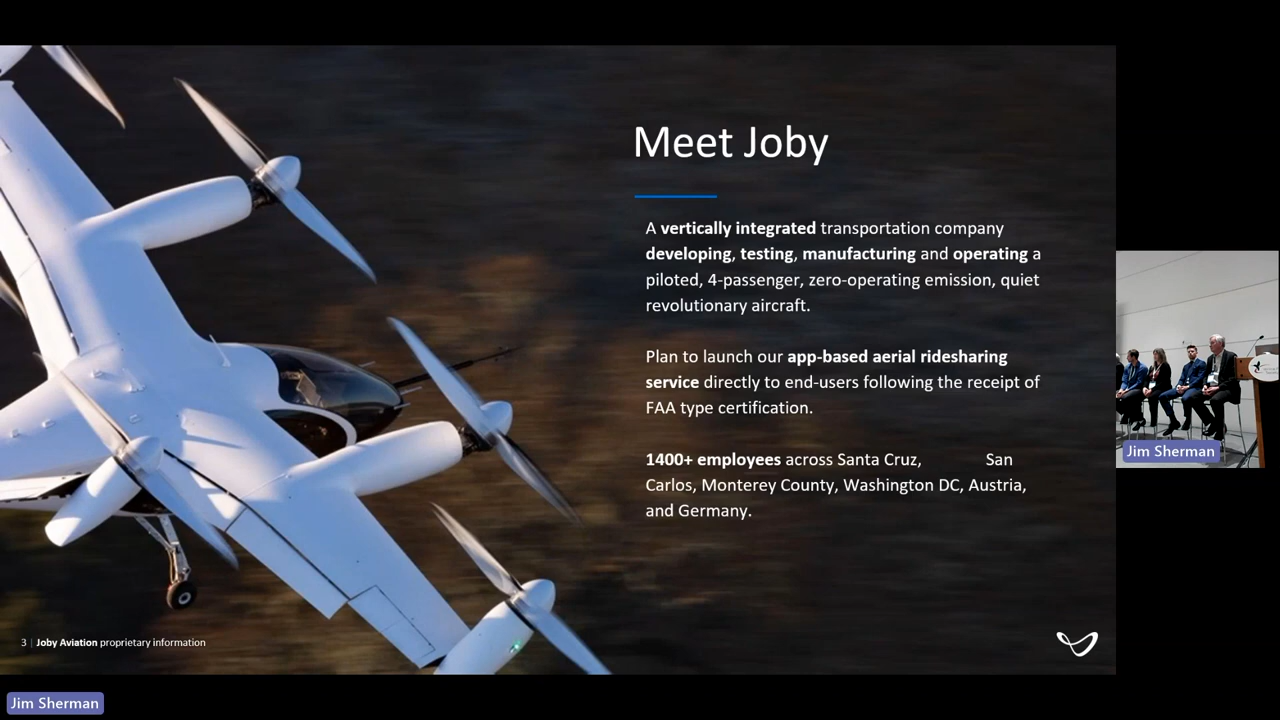 Meet Joby
A vertically integrated transportation company
developing, testing, manufacturing and operating a
piloted, 4-passenger, zero-operating emission, quiet
revolutionary aircraft.
Plan to launch our app-based aerial ridesharing
service directly to end-users following the receipt of
FAA type certification.
1400+ employees across Santa Cruz, San
Carlos, Monterey County, Washington DC, Austria,
and Germany.
3 | Joby Aviation proprietary information
Jim Sherman
Jim Sherman